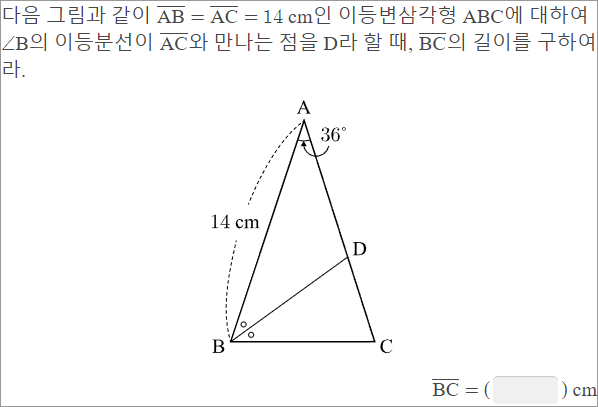 다음 그림과 같이 AB = AC = 14 cm인 이등변삼각형 ABC에 대하여
∠B의 이등분선이 AC와 만나는 점을 D라 할 때, BC의 길이를 구하여
라.
A
36°
14 cm
D
B
C
BC = ( ) cm